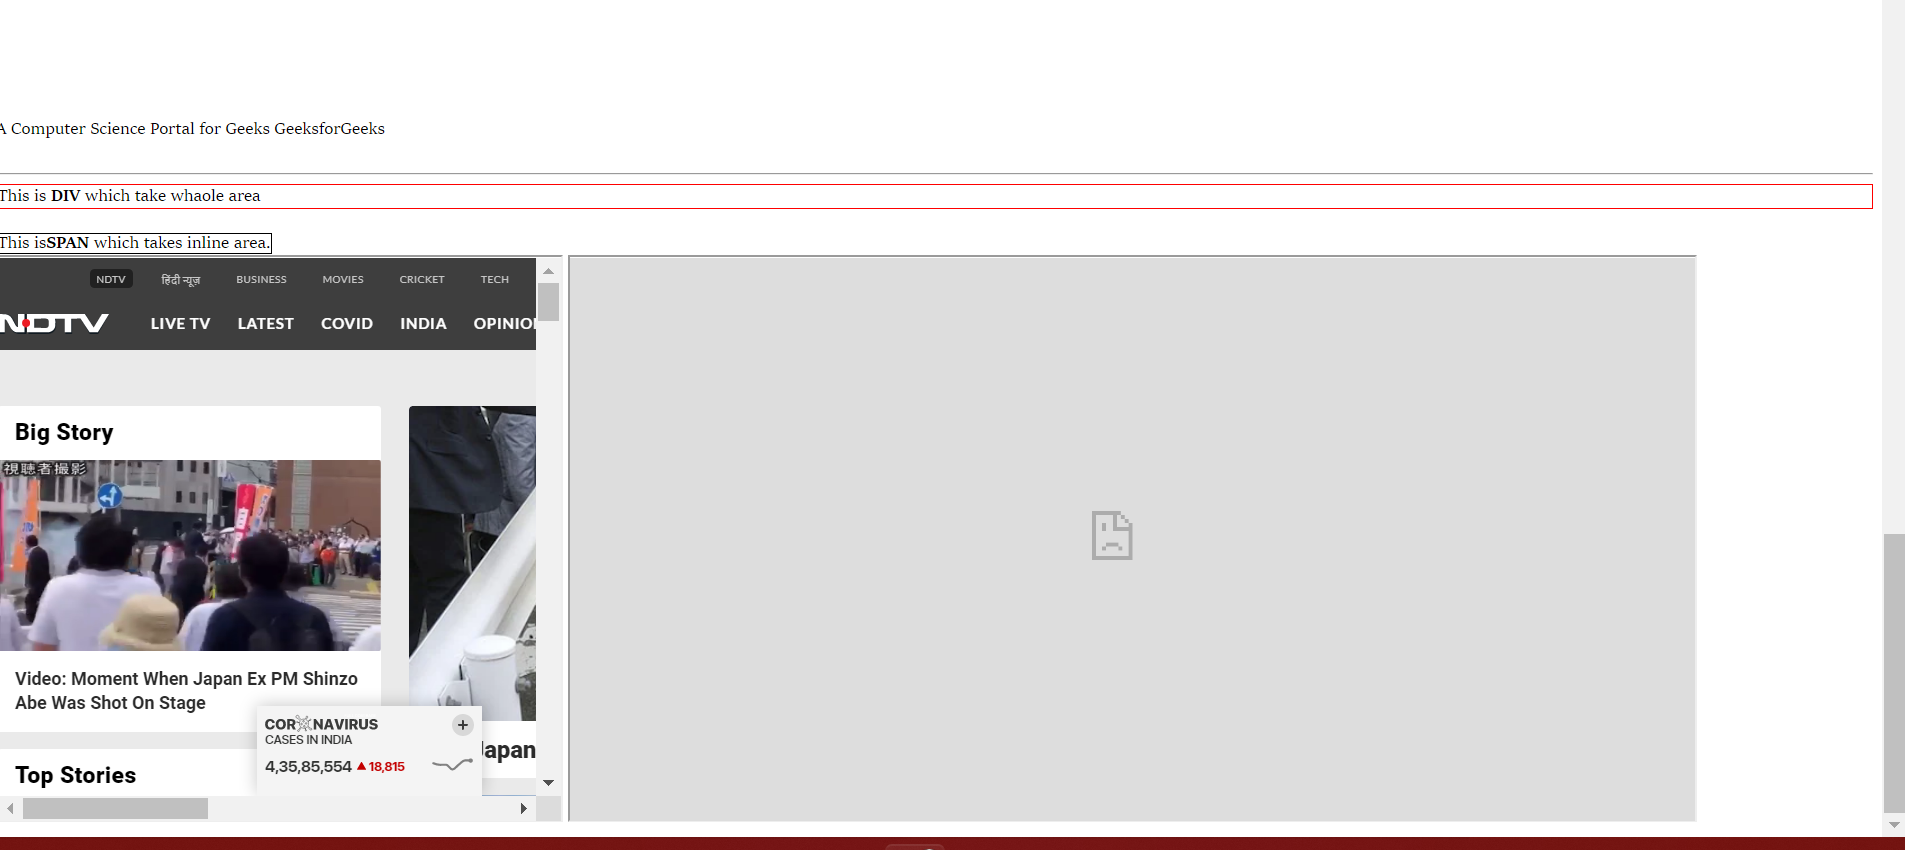 A Computer Science Portal for Geeks GeeksforGeeks
This is DIV which take whaole area
This isSPAN which takes inline area.
NDTV हिंदी न्यूज़ BUSINESS MOVIES CRICKET TECH
NDTV LIVE TV LATEST COVID INDIA
Big Story
視聴者撮影
Video: Moment When Japan Ex PM Shinzo
Abe Was Shot On Stage
CORONAVIRUS
CASES IN INDIA
4,35,85,554 18,815
Japan
Top Stories